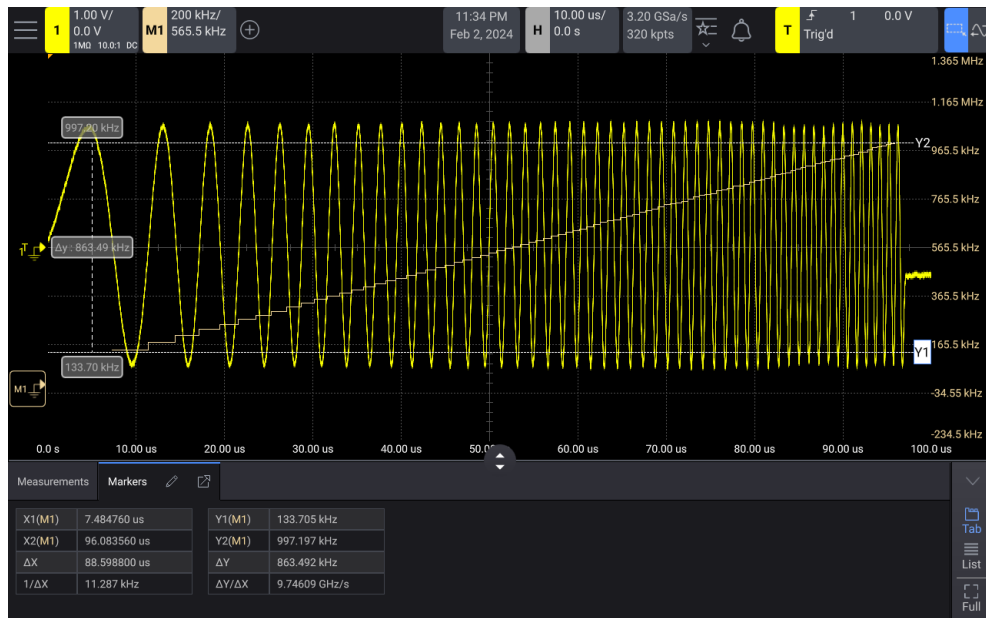 1
1.00 V/
0.0 V
1MΩ 10.0:1 DC
M1
200 kHz/
565.5 kHz
11:34 PM
Feb 2, 2024
H
10.00 us/
0.0 s
3.20 GSa/s
320 kpts
T
1 0.0 V
Trig'd
1.365 MHz
1.165 MHz
997.20 kHz
Y2
965.5 kHz
765.5 kHz
1T
Δy : 863.49 kHz
565.5 kHz
365.5 kHz
Y1
165.5 kHz
133.70 kHz
M1
-34.55 kHz
-234.5 kHz
0.0 s 10.00 us 20.00 us 30.00 us 40.00 us 50.0 60.00 us 70.00 us 80.00 us 90.00 us 100.0 us
Measurements Markers
X1(M1) 7.484760 us Y1(M1) 133.705 kHz
X2(M1) 96.083560 us Y2(M1) 997.197 kHz
ΔX 88.598800 us ΔY 863.492 kHz
1/ΔX 11.287 kHz ΔY/ΔX 9.74609 GHz/s
Tab
List
Full